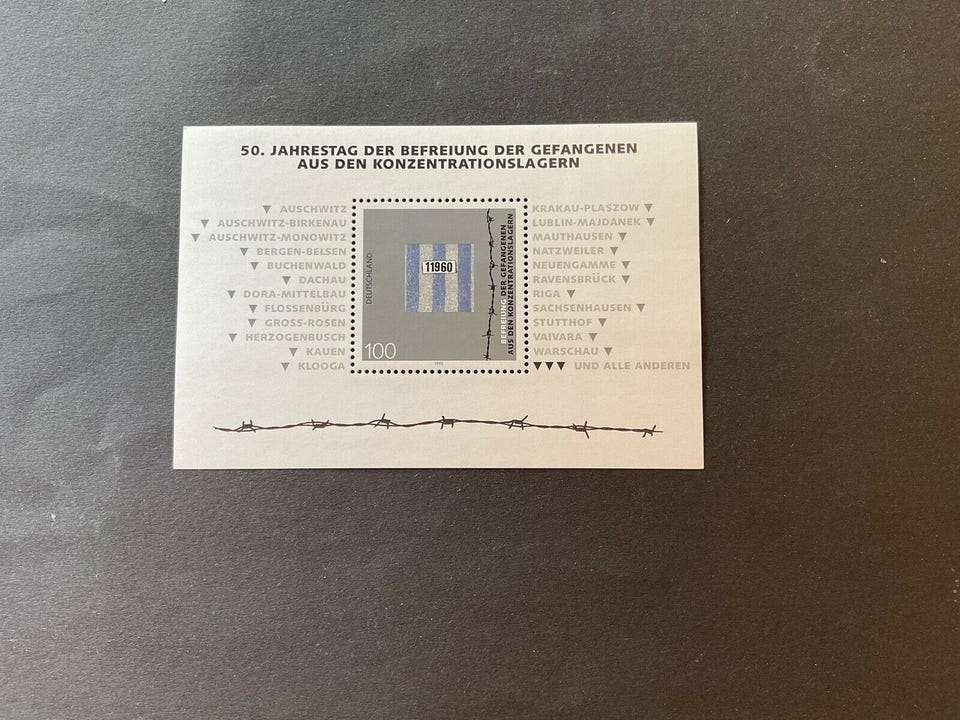 50. JAHRESTAG DER BEFREIUNG DER GEFANGENEN
AUS DEN KONZENTRATIONSLAGERN
AUSCHWITZ
AUSCHWITZ-BIRKENAU
AUSCHWITZ-MONOWITZ
BERGEN-BELSEN
BUCHENWALD
DACHAU
DORA-MITTELBAU
FLOSSENBÜRG
GROSS-ROSEN
HERZOGENBUSCH
KAUEN
KLOOGA
DEUTSCHLAND
11960
100
1995
BEFREIUNG DER GEFANGENEN
AUS DEN KONZENTRATIONSLAGERN
KRAKAU-PLASZOW
LUBLIN-MAJDANEK
MAUTHAUSEN
NATZWEILER
NEUENGAMME
RAVENSBRÜCK
RIGA
SACHSENHAUSEN
STUTTHOF
VAIVARA
WARSCHAU
UND ALLE ANDEREN